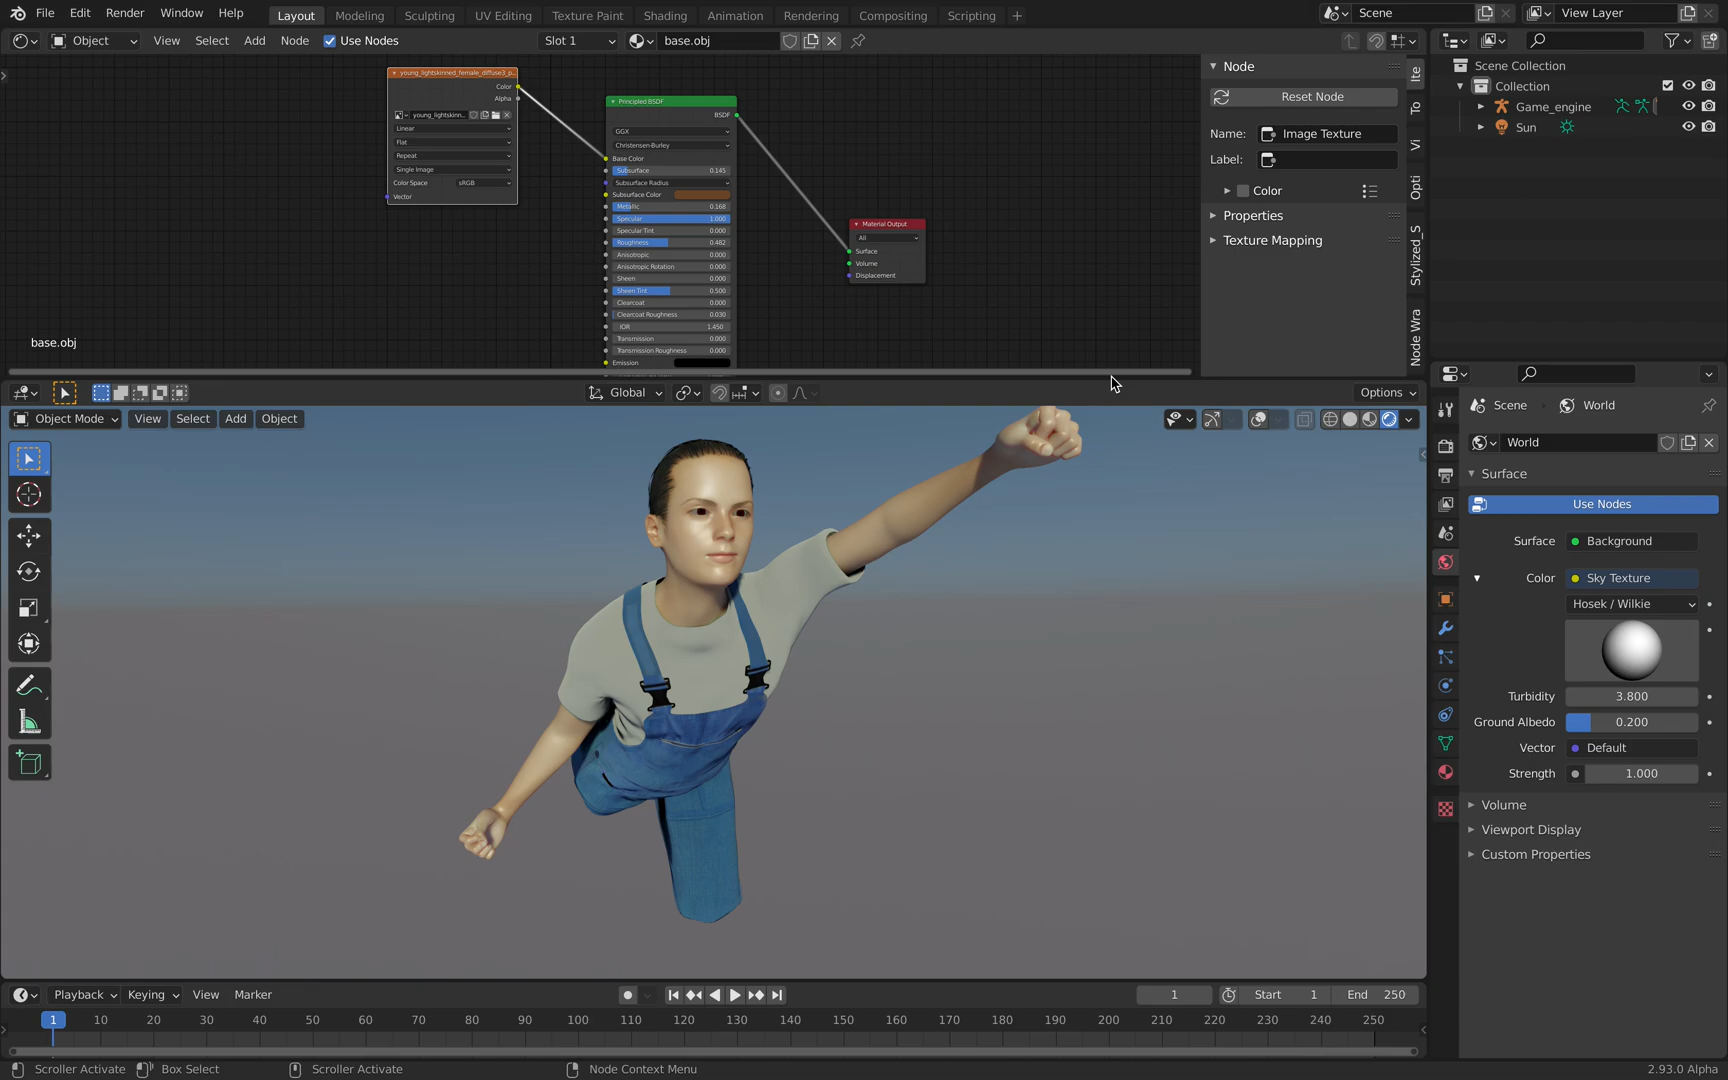 File Edit Render Window Help Layout Modeling Sculpting UV Editing Texture Paint Shading Animation Rendering Compositing Scripting + Scene View Layer
Object View Select Add Node Use Nodes Slot 1 base.obj
young_lightskinned_female_diffuse3_p...
Color
Alpha
young_lightskinn...
Linear
Flat
Repeat
Single Image
Color Space sRGB
Vector
Principled BSDF
BSDF
GGX
Christensen-Burley
Base Color
Subsurface 0.145
Subsurface Radius
Subsurface Color
Metallic 0.168
Specular 1.000
Specular Tint 0.000
Roughness 0.482
Anisotropic 0.000
Anisotropic Rotation 0.000
Sheen 0.000
Sheen Tint 0.500
Clearcoat 0.000
Clearcoat Roughness 0.030
IOR 1.450
Transmission 0.000
Transmission Roughness 0.000
Emission
Material Output
All
Surface
Volume
Displacement
base.obj
Node
Reset Node
Name: Image Texture
Label:
Color
Properties
Texture Mapping
Ite
To
Vi
Opti
Stylized_S
Node Wra
Scene Collection
Collection
Game_engine
Sun
Global Options
Object Mode View Select Add Object
Scene World
World
Surface
Use Nodes
Surface Background
Color Sky Texture
Hosek / Wilkie
Turbidity 3.800
Ground Albedo 0.200
Vector Default
Strength 1.000
Volume
Viewport Display
Custom Properties
Playback Keying View Marker 1 Start 1 End 250
1 10 20 30 40 50 60 70 80 90 100 110 120 130 140 150 160 170 180 190 200 210 220 230 240 250
Scroller Activate Box Select Scroller Activate Node Context Menu 2.93.0 Alpha